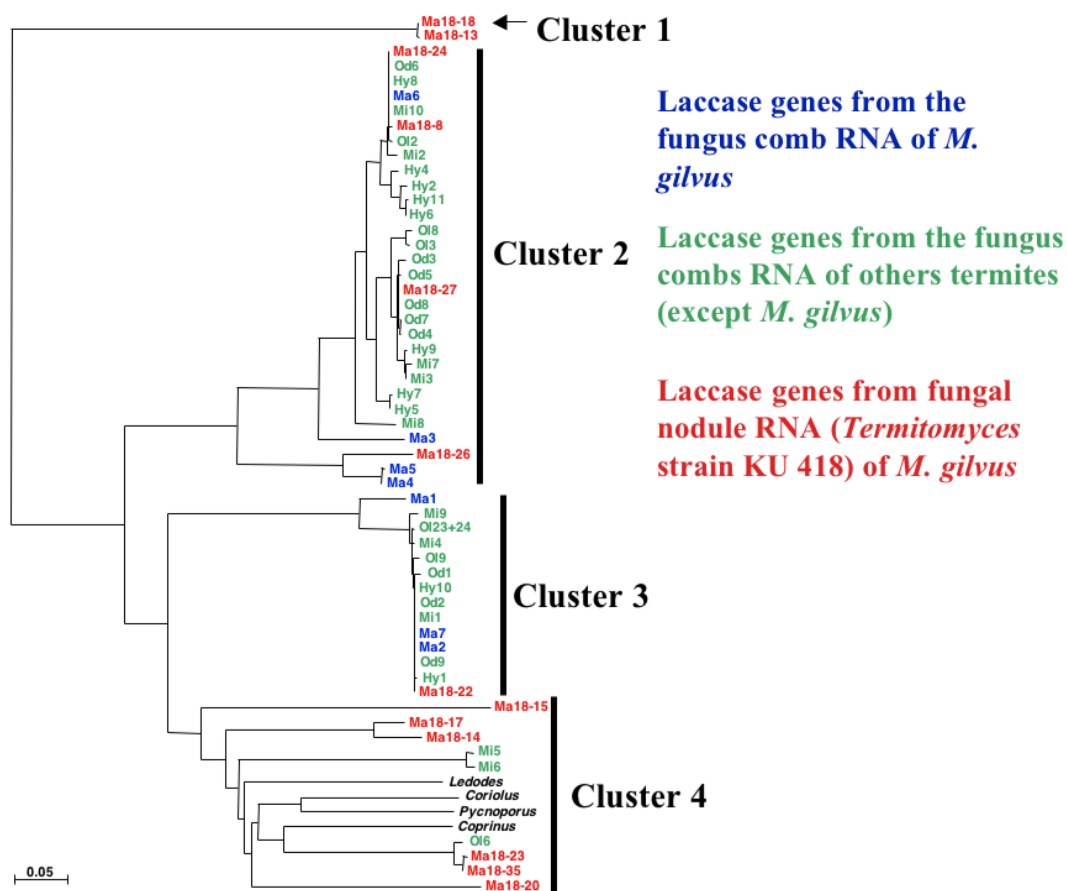 Ma18-18
Ma18-13
Cluster 1
Ma18-24
Od6
Hy8
Ma6
Mi10
Ma18-8
Ol2
Mi2
Hy4
Hy2
Hy11
Hy6
Ol8
Ol3
Od3
Od5
Ma18-27
Od8
Od7
Od4
Hy9
Mi7
Mi3
Hy7
Hy5
Mi8
Ma3
Ma18-26
Ma5
Ma4
Cluster 2
Ma1
Mi9
Ol23+24
Mi4
Ol9
Od1
Hy10
Od2
Mi1
Ma7
Ma2
Od9
Hy1
Ma18-22
Cluster 3
Ma18-15
Ma18-17
Ma18-14
Mi5
Mi6
Ledodes
Coriolus
Pycnoporus
Coprinus
Ol6
Ma18-23
Ma18-35
Ma18-20
Cluster 4
Laccase genes from the
fungus comb RNA of M.
gilvus
Laccase genes from the fungus
combs RNA of others termites
(except M. gilvus)
Laccase genes from fungal
nodule RNA (Termitomyces
strain KU 418) of M. gilvus
0.05